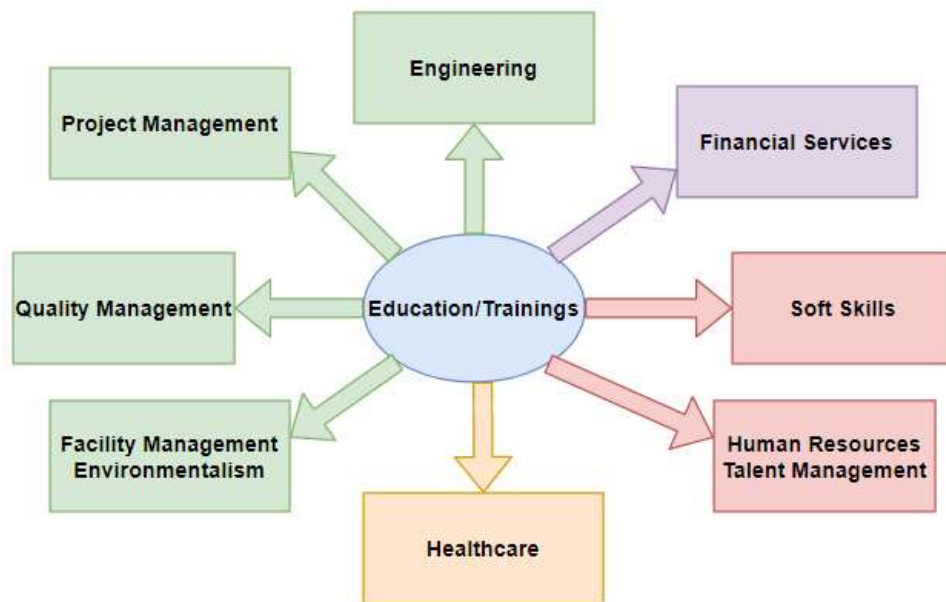 Engineering
Project Management
Financial Services
Quality Management
Education/Trainings
Soft Skills
Facility Management
Environmentalism
Human Resources
Talent Management
Healthcare